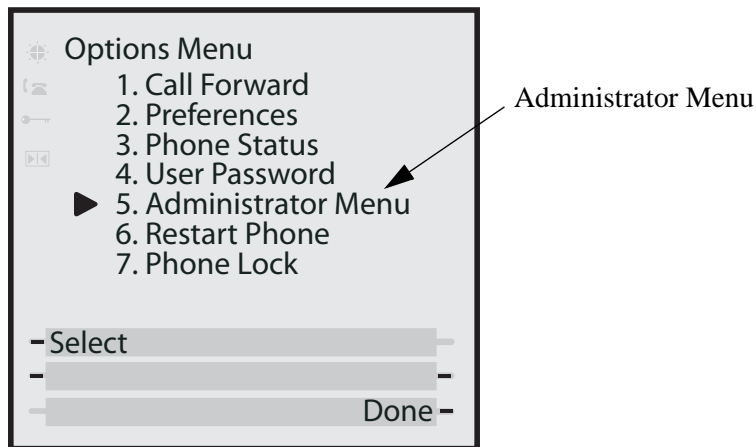 Options Menu
1. Call Forward
2. Preferences
3. Phone Status
4. User Password
5. Administrator Menu
6. Restart Phone
7. Phone Lock
Select
Done
Administrator Menu